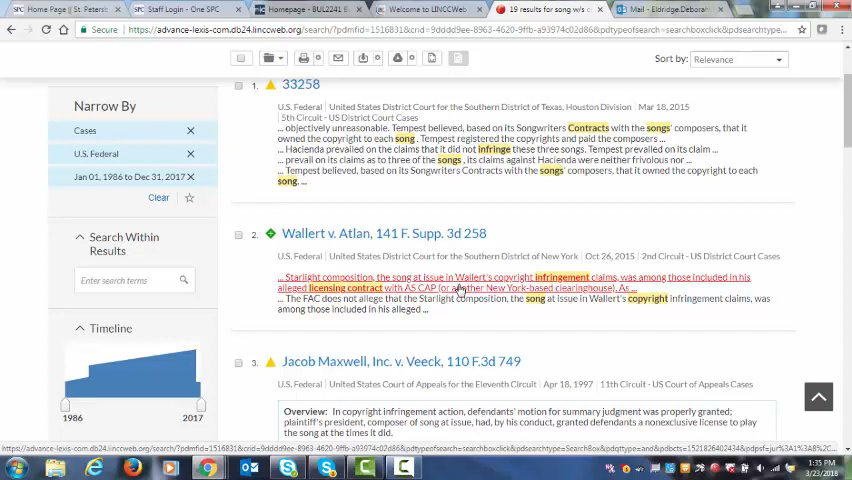 Home Page | St. Petersb
Staff Login - One SPC
Homepage - BUL2241 B
Welcome to LINCCWeb
19 results for song w/s c
Mail - Eldridge.Deborah
Secure
https://advance-lexis-com.db24.linccweb.org/search/?pdmfid=1516831&crid=9dddd9ee-8963-4620-9ffb-a93974c02d86&pdsearchterms=
Sort by:
Relevance
Narrow By
Cases
U.S. Federal
Jan 01, 1986 to Dec 31, 2017
Clear
Search Within
Results
Enter search terms
Timeline
1986
2017
1.
33258
U.S. Federal
United States District Court for the Southern District of Texas, Houston Division
Mar 18, 2015
5th Circuit - US District Court Cases
... objectively unreasonable. Tempest believed, based on its Songwriters Contracts with the songs' composers, that it
owned the copyright to each song . Tempest registered the copyrights and paid the composers ...
... Hacienda prevailed on the claims that it did not infringe these three songs. Tempest prevailed on its claim ...
... prevail on its claims as to three of the songs , its claims against Hacienda were neither frivolous nor ...
... Tempest believed, based on its Songwriters Contracts with the songs' composers, that it owned the copyright to each
song. ...
2.
Wallert v. Atlan, 141 F. Supp. 3d 258
U.S. Federal
United States District Court for the Southern District of New York
Oct 26, 2015
2nd Circuit - US District Court Cases
... Starlight composition, the song at issue in Wallert's copyright infringement claims, was among those included in his
alleged licensing contract with AS CAP (or another New York-based clearinghouse), As ...
... The FAC does not allege that the Starlight composition, the song at issue in Wallert's copyright infringement claims, was
among those included in his alleged ...
3.
Jacob Maxwell, Inc. v. Veeck, 110 F.3d 749
U.S. Federal
United States Court of Appeals for the Eleventh Circuit
Apr 18, 1997
11th Circuit - US Court of Appeals Cases
Overview: In copyright infringement action, defendants' motion for summary judgment was properly granted;
plaintiff's president, composer of song at issue, had, by his conduct, granted defendants a nonexclusive license to play
the song at the times it did.
1:35 PM
3/23/2018